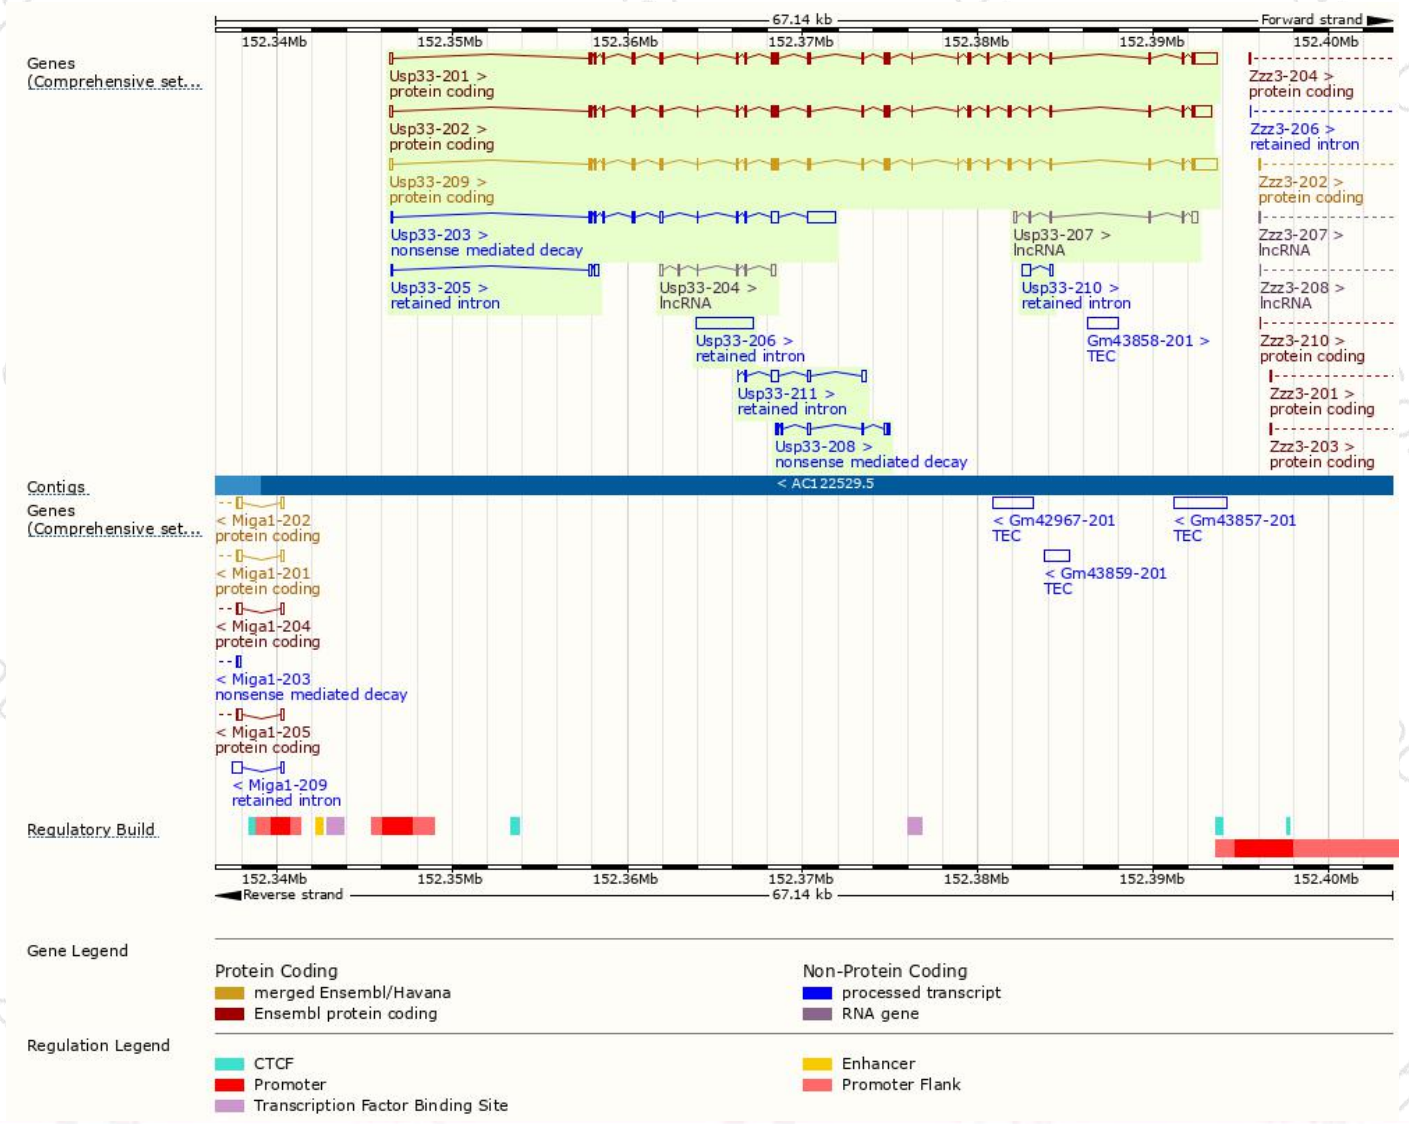 67.14 kb Forward strand
152.34Mb 152.35Mb 152.36Mb 152.37Mb 152.38Mb 152.39Mb 152.40Mb
Genes
(Comprehensive set...
Usp33-201 > Zzz3-204 >
protein coding protein coding
Usp33-202 > Zzz3-206 >
protein coding retained intron
Usp33-209 > Zzz3-202 >
protein coding protein coding
Usp33-203 > Usp33-207 > Zzz3-207 >
nonsense mediated decay lncRNA lncRNA
Usp33-205 > Usp33-204 > Usp33-210 > Zzz3-208 >
retained intron lncRNA retained intron lncRNA
Usp33-206 > Gm43858-201 > Zzz3-210 >
retained intron TEC protein coding
Usp33-211 > Zzz3-201 >
retained intron protein coding
Usp33-208 > Zzz3-203 >
nonsense mediated decay protein coding
Contigs < AC122529.5
Genes
(Comprehensive set...
< Miga1-202 < Gm42967-201 < Gm43857-201
protein coding TEC TEC
< Miga1-201 < Gm43859-201
protein coding TEC
< Miga1-204
protein coding
< Miga1-203
nonsense mediated decay
< Miga1-205
protein coding
< Miga1-209
retained intron
Regulatory Build
152.34Mb 152.35Mb 152.36Mb 152.37Mb 152.38Mb 152.39Mb 152.40Mb
Reverse strand 67.14 kb
Gene Legend
Protein Coding Non-Protein Coding
merged Ensembl/Havana processed transcript
Ensembl protein coding RNA gene
Regulation Legend
CTCF Enhancer
Promoter Promoter Flank
Transcription Factor Binding Site